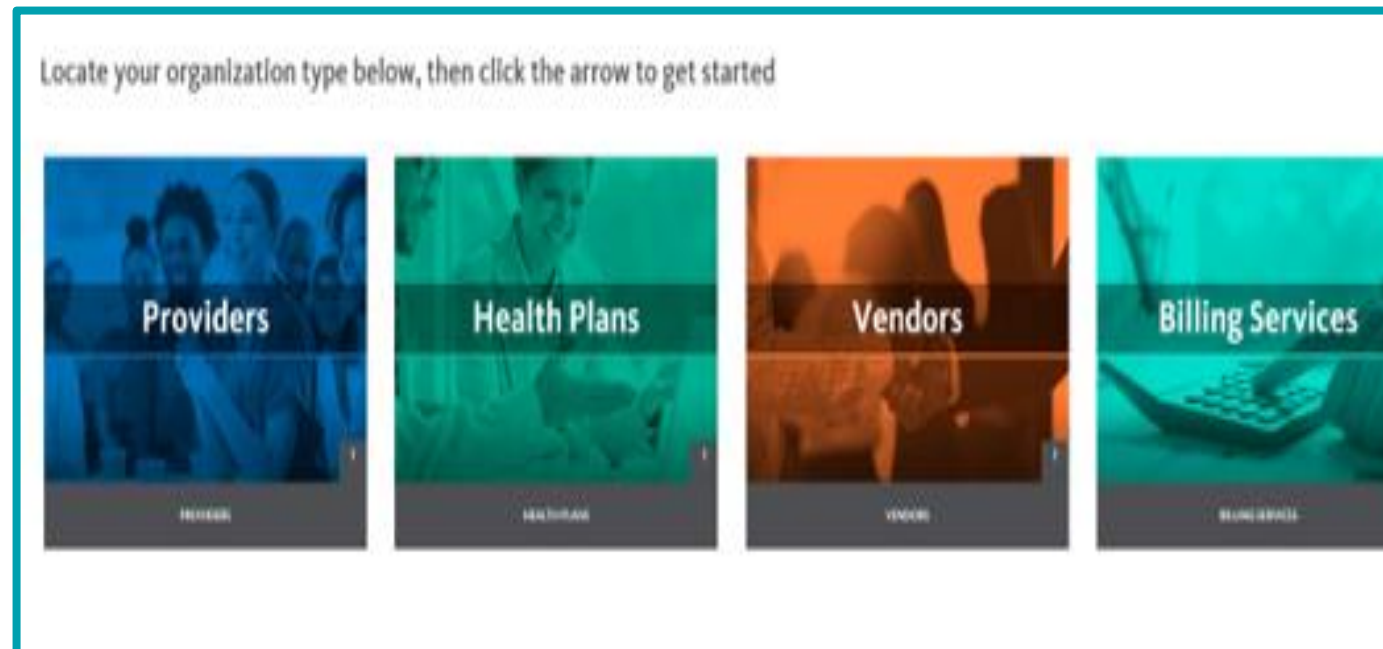 Locate your organization type below, then click the arrow to get started
Providers
Health Plans
Vendors
Billing Services
PROVIDERS
HEALTH PLANS
VENDORS
BILLING SERVICES